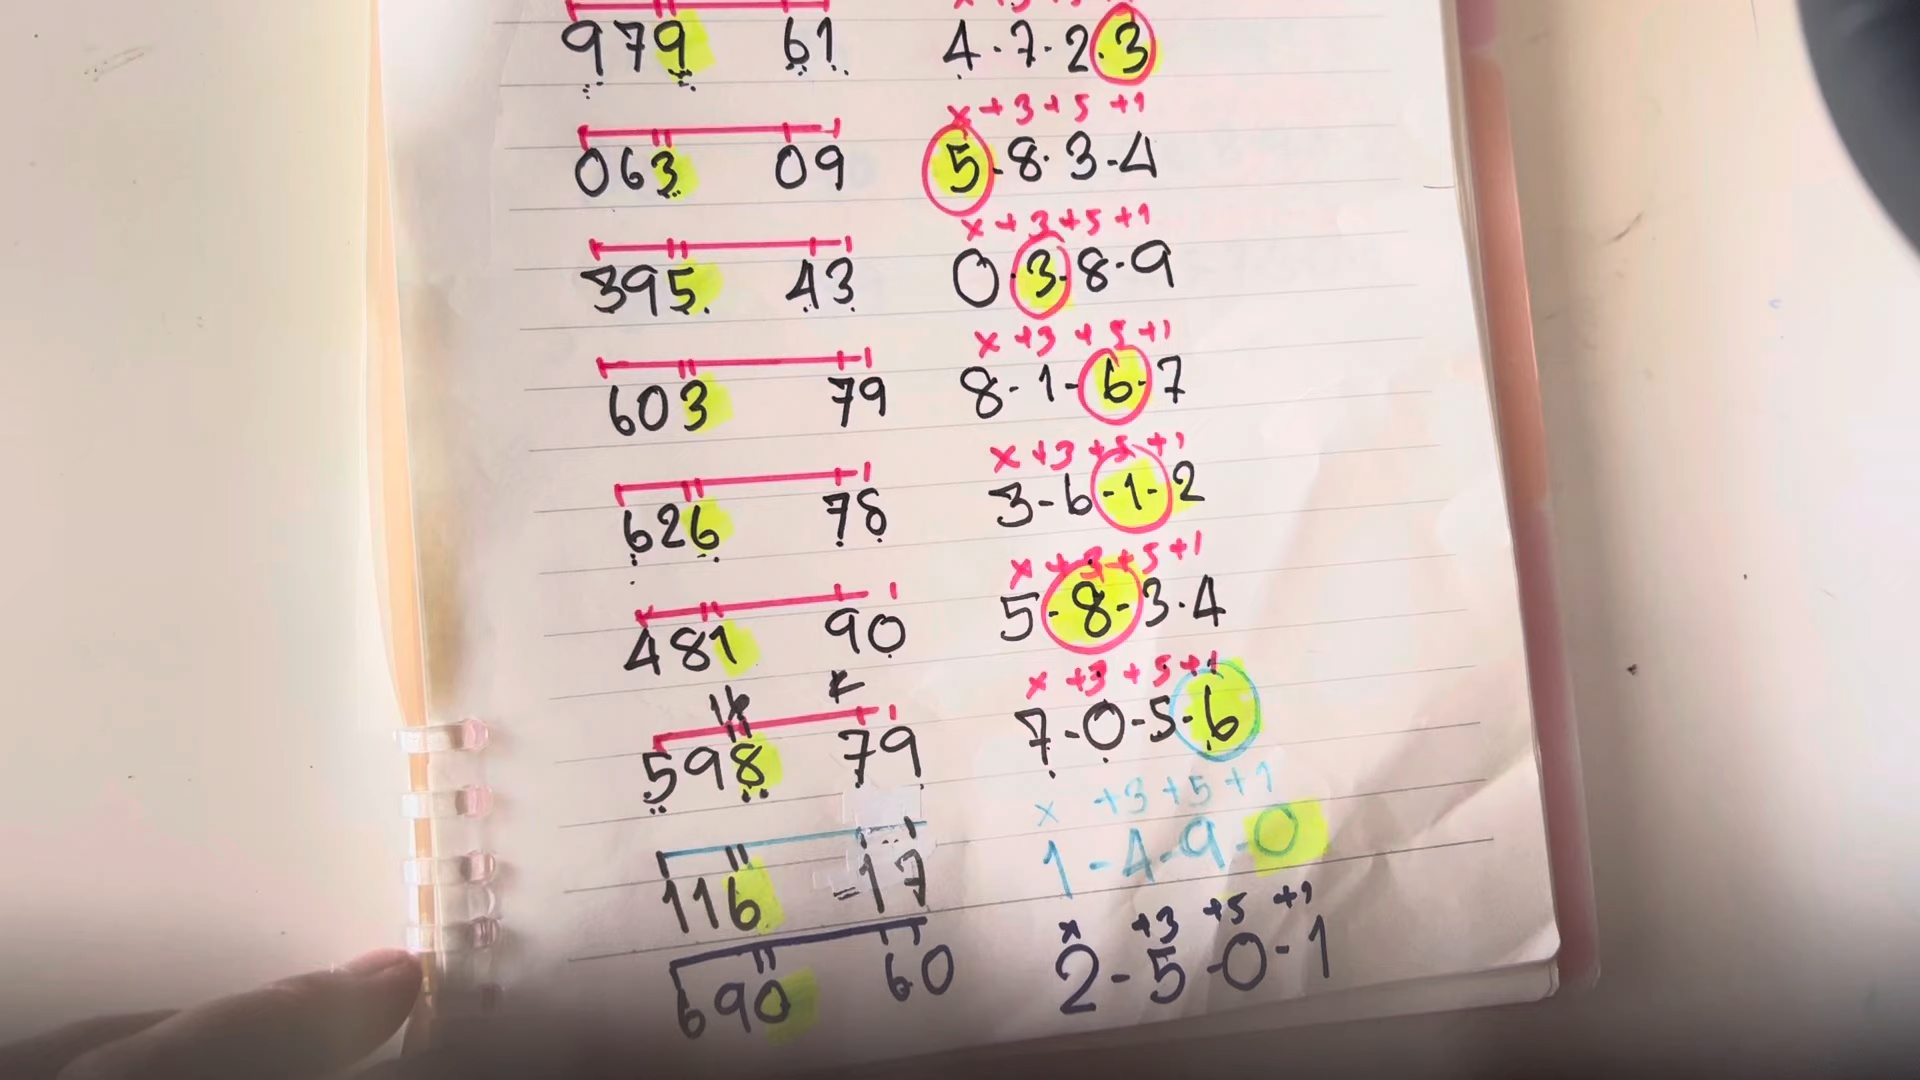 979 61 4.7.2.3
x+3+5+1
063 09 5-8.3-4
x+3+5+1
395 43 0.3-8.9
x+3+5+1
603 79 8-1-6-7
x+3+5+1
626 78 3-6-1-2
x+3+5+1
481 90 5-8-3.4
x+3+5+1
598 79 7-0-5-6
x+3+5+1
116 =17 1-4-9-0
x+3+5+1
690 60 2-5-0-1